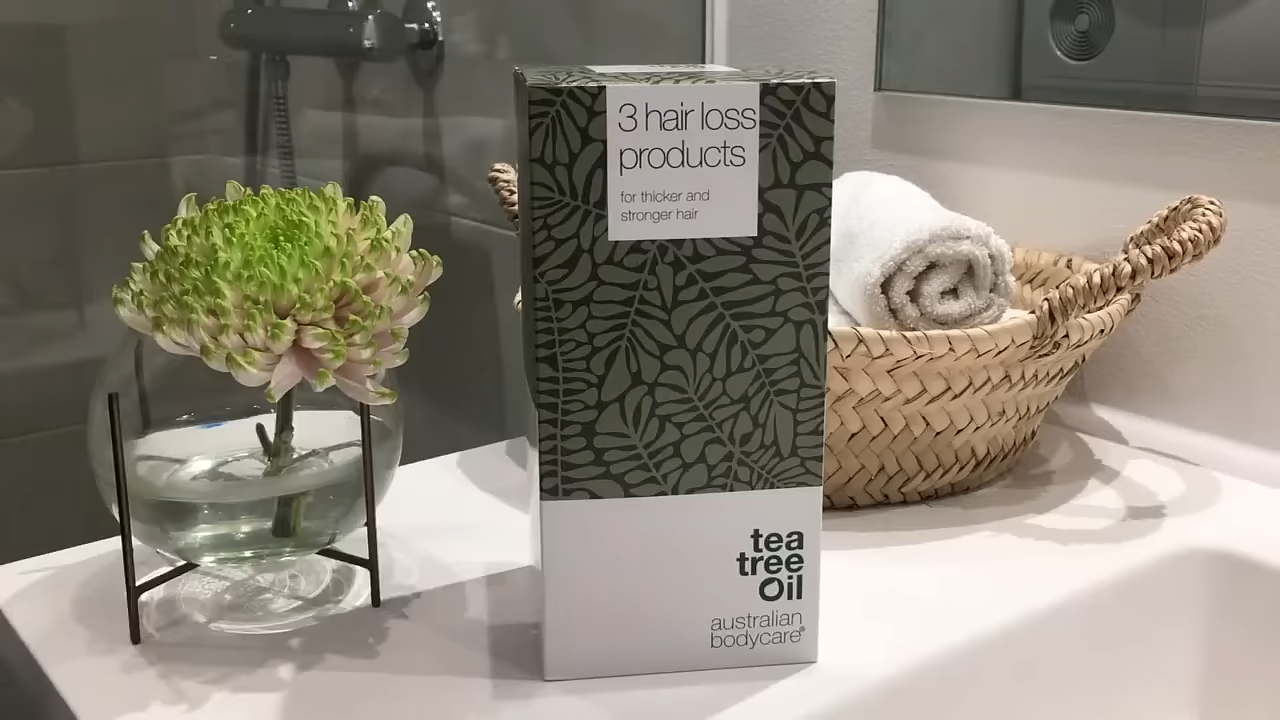 3 hair loss
products
for thicker and
stronger hair
tea
tree
oil
australian
bodycare®